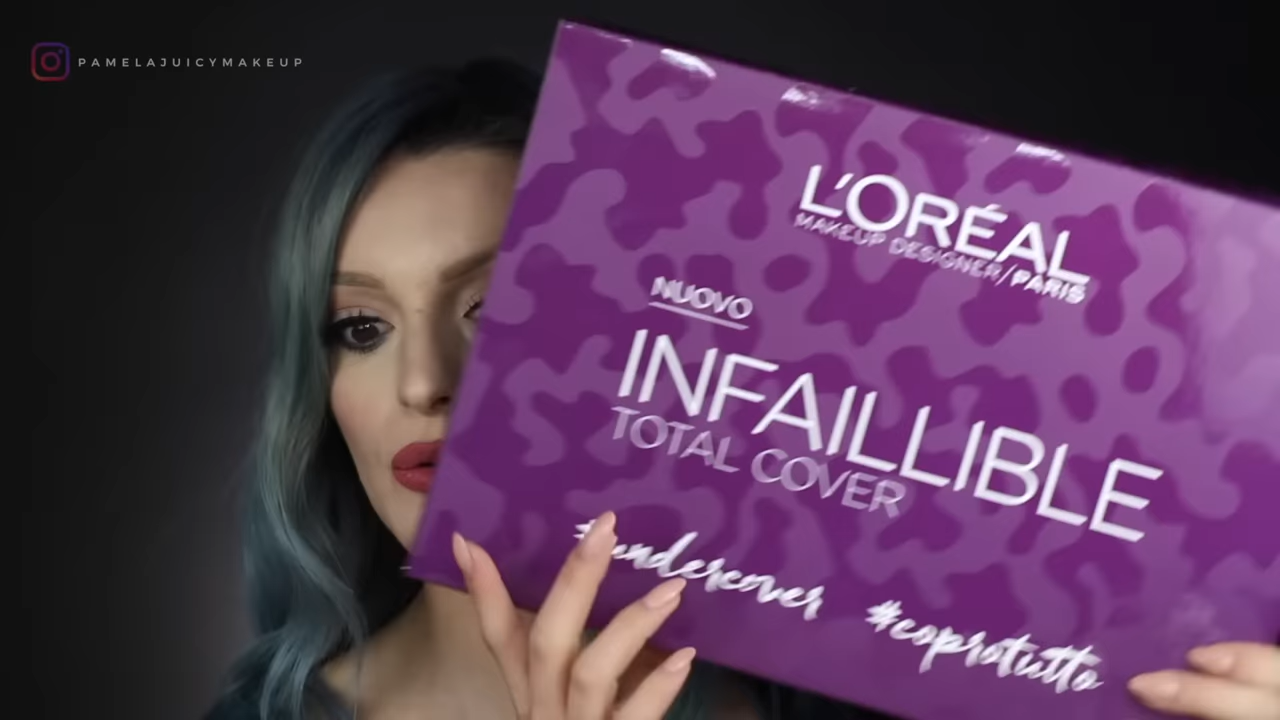 PAMELAJUICYMAKEUP
L'ORÉAL
MAKEUP DESIGNER/PARIS
NUOVO
INFAILLIBLE
TOTAL COVER
#undercover #coprotutto